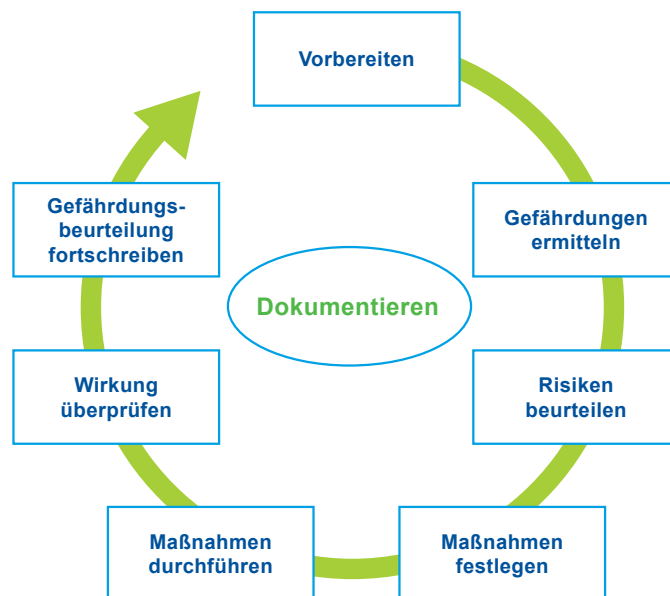 Vorbereiten
Gefährdungen
ermitteln
Risiken
beurteilen
Maßnahmen
festlegen
Maßnahmen
durchführen
Wirkung
überprüfen
Gefährdungs-
beurteilung
fortschreiben
Dokumentieren